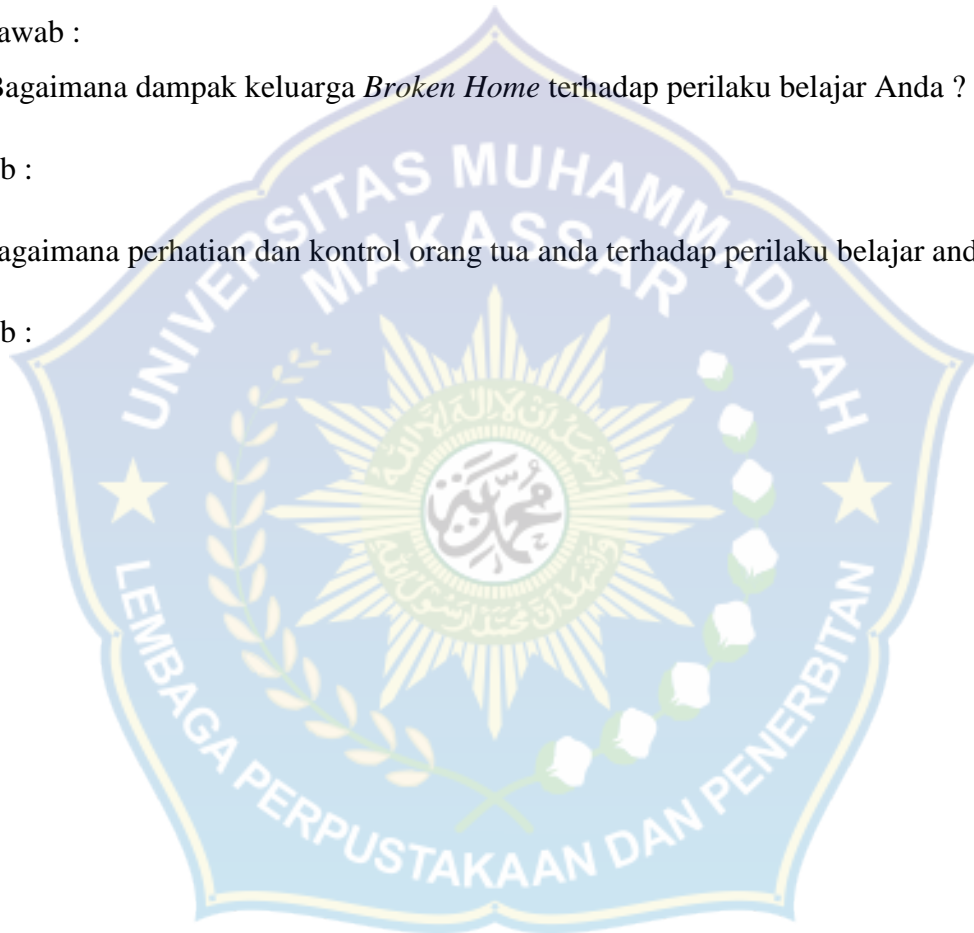 awab :
Bagaimana dampak keluarga Broken Home terhadap perilaku belajar Anda ?
b :
agaimana perhatian dan kontrol orang tua anda terhadap perilaku belajar and
b :
UNIVERSITAS MUHAMMADIYAH
MAKASSAR
LEMBAGA PERPUSTAKAAN DAN PENERBITAN